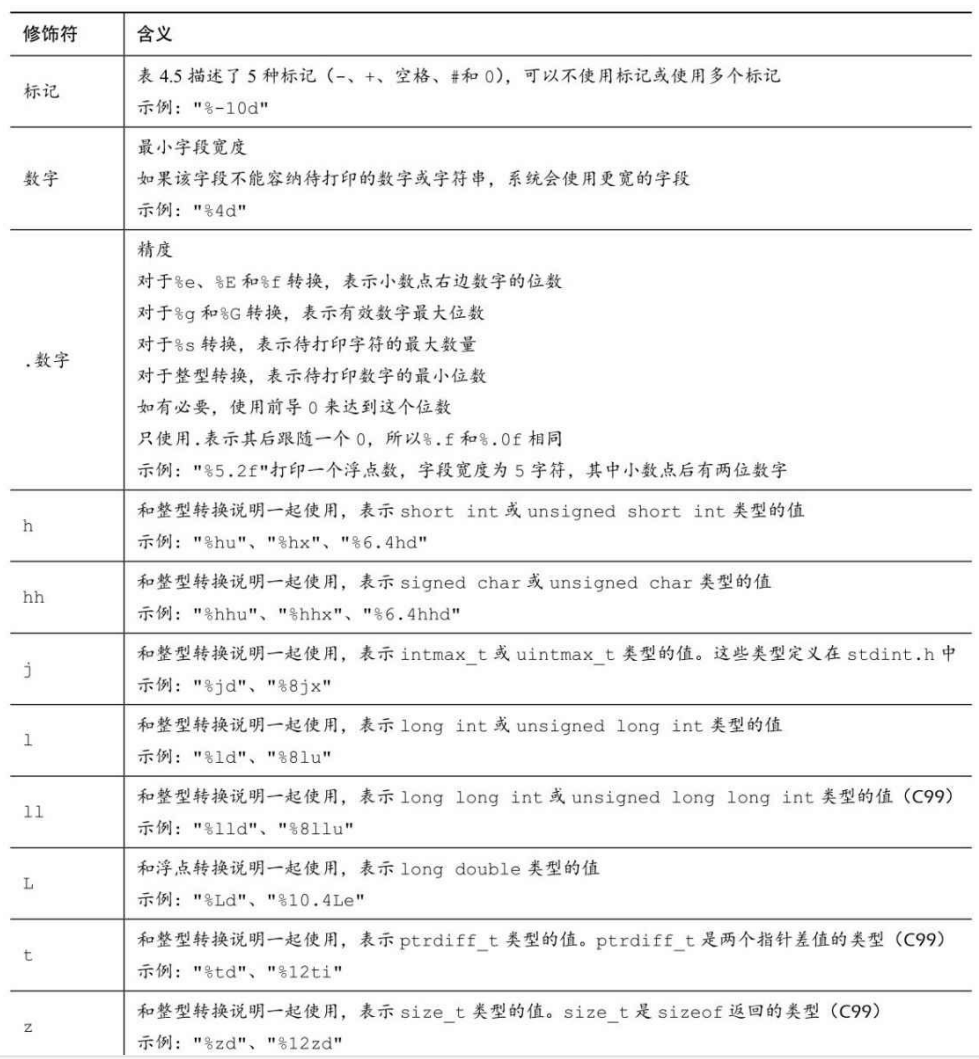 修饰符 含义
标记
表 4.5 描述了 5 种标记（-、+、空格、#和 0），可以不使用标记或使用多个标记
示例："%-10d"
数字
最小字段宽度
如果该字段不能容纳待打印的数字或字符串，系统会使用更宽的字段
示例："%4d"
.数字
精度
对于%e、%E 和%f 转换，表示小数点右边数字的位数
对于%g 和%G 转换，表示有效数字最大位数
对于%s 转换，表示待打印字符的最大数量
对于整型转换，表示待打印数字的最小位数
如有必要，使用前导 0 来达到这个位数
只使用.表示其后跟随一个 0，所以%.f 和%.0f 相同
示例："%5.2f"打印一个浮点数，字段宽度为 5 字符，其中小数点后有两位数字
h
和整型转换说明一起使用，表示 short int 或 unsigned short int 类型的值
示例："%hu"、"%hx"、"%6.4hd"
hh
和整型转换说明一起使用，表示 signed char 或 unsigned char 类型的值
示例："%hhu"、"%hhx"、"%6.4hhd"
j
和整型转换说明一起使用，表示 intmax_t 或 uintmax_t 类型的值。这些类型定义在 stdint.h 中
示例："%jd"、"%8jx"
l
和整型转换说明一起使用，表示 long int 或 unsigned long int 类型的值
示例："%ld"、"%8lu"
ll
和整型转换说明一起使用，表示 long long int 或 unsigned long long int 类型的值（C99）
示例："%lld"、"%8llu"
L
和浮点转换说明一起使用，表示 long double 类型的值
示例："%Ld"、"%10.4Le"
t
和整型转换说明一起使用，表示 ptrdiff_t 类型的值。ptrdiff_t 是两个指针差值的类型（C99）
示例："%td"、"%12ti"
z
和整型转换说明一起使用，表示 size_t 类型的值。size_t 是 sizeof 返回的类型（C99）
示例："%zd"、"%12zd"